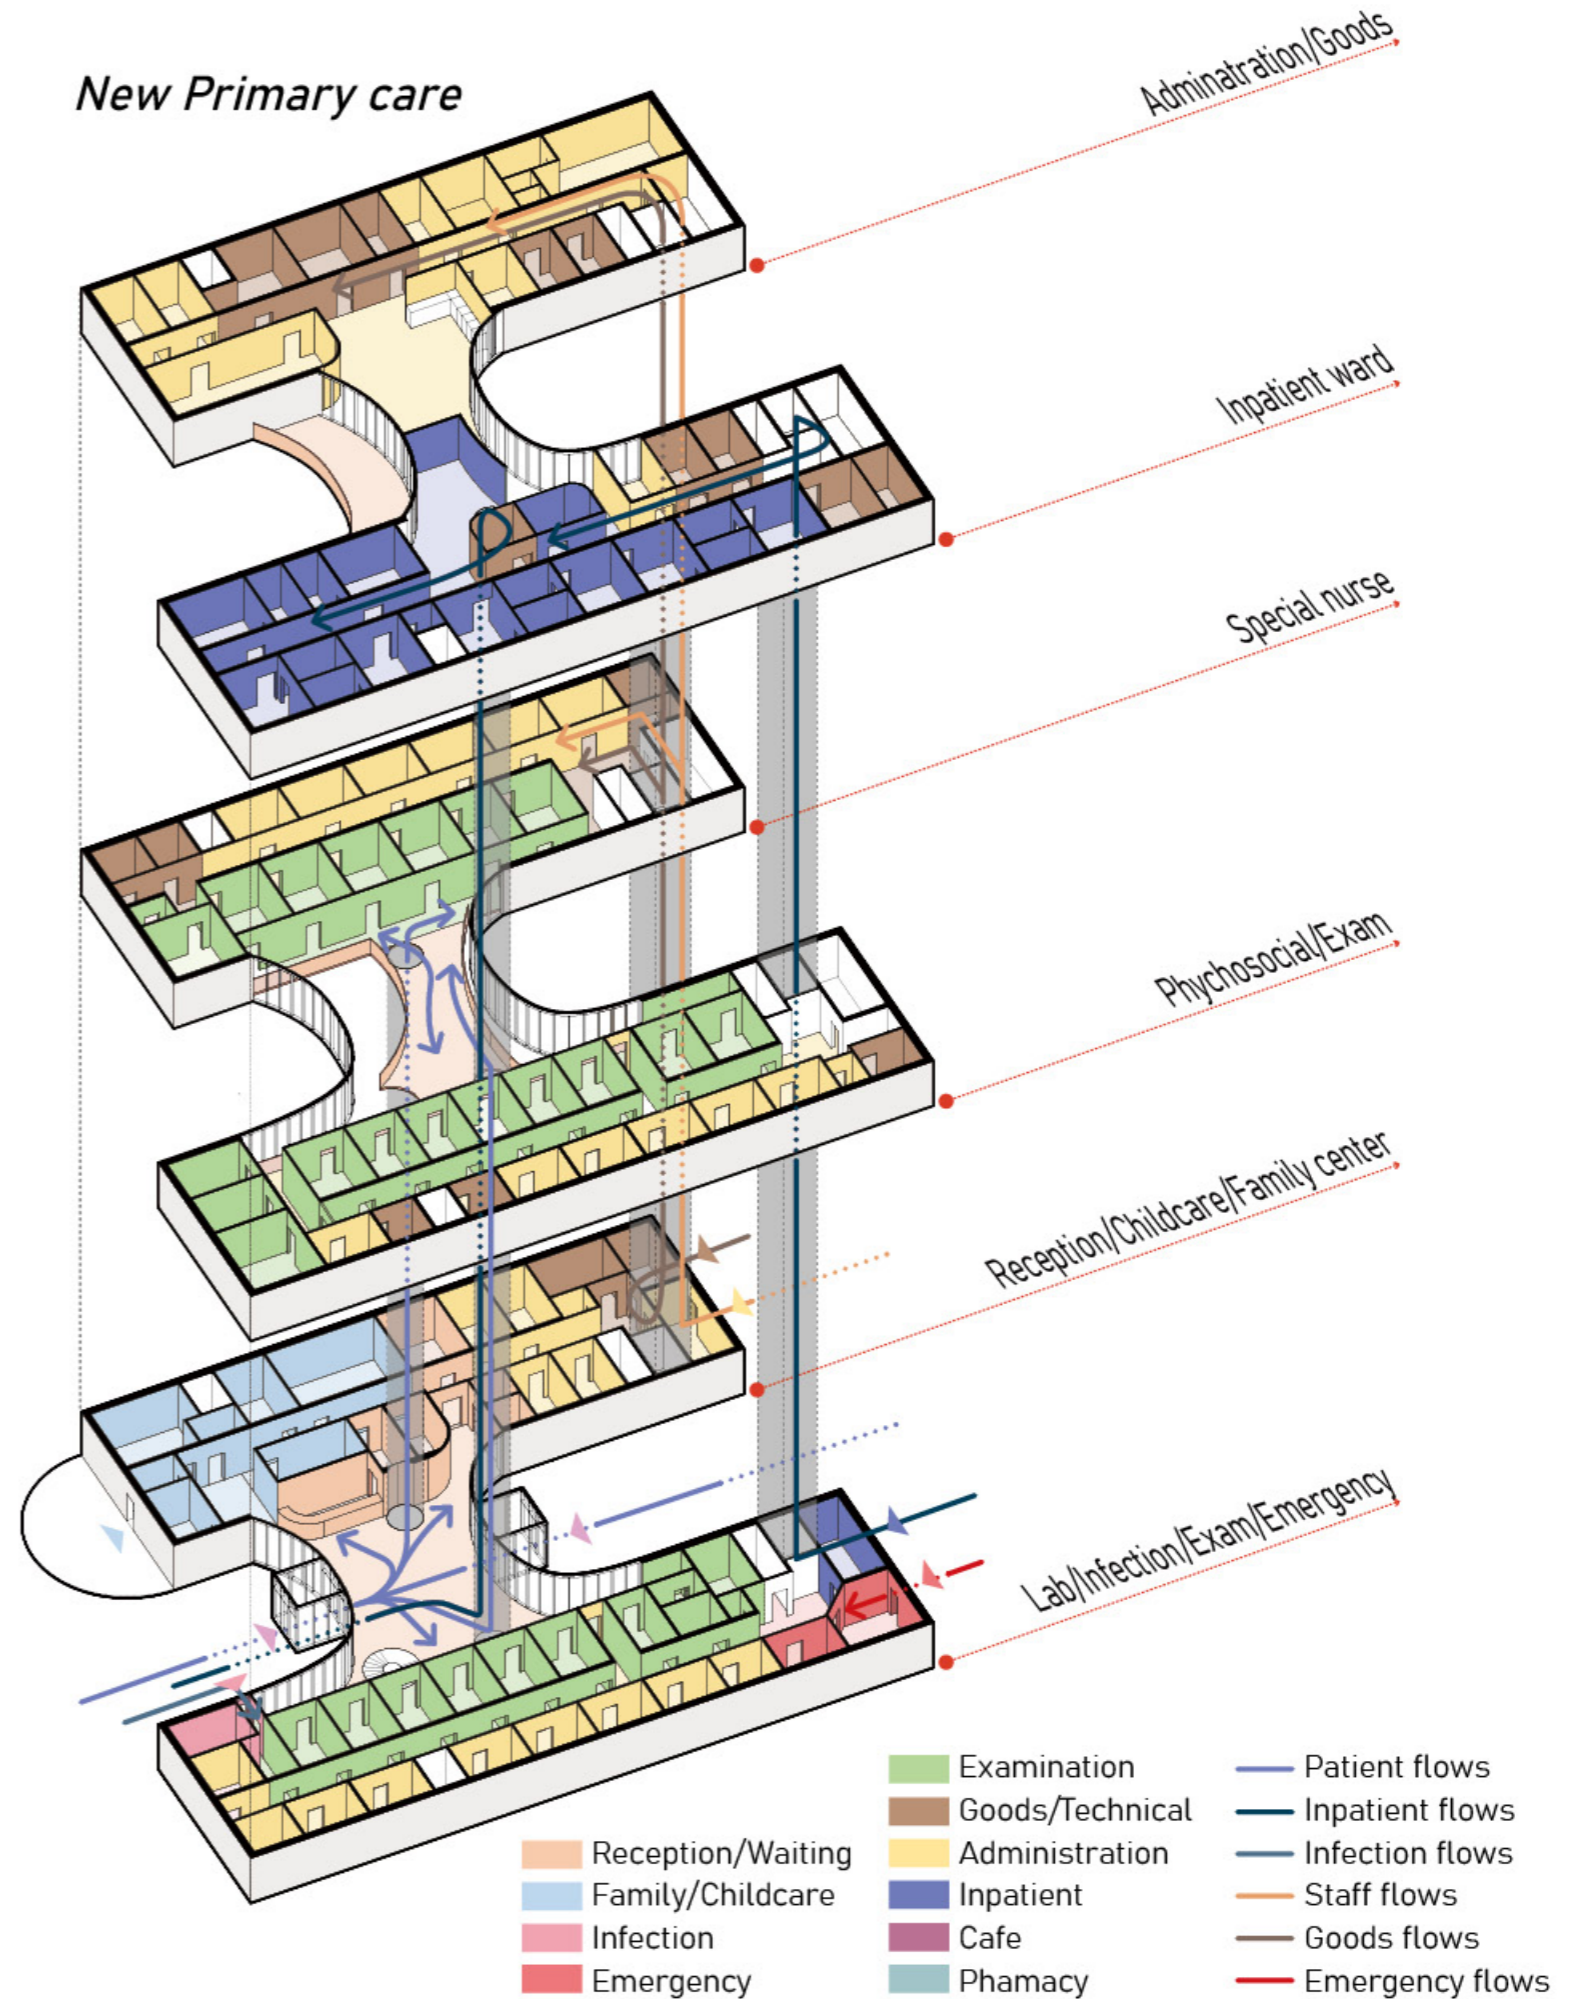 New Primary care
Adminatration/Goods
Inpatient ward
Special nurse
Phychosocial/Exam
Reception/Childcare/Family center
Lab/Infection/Exam/Emergency
Reception/Waiting
Family/Childcare
Infection
Emergency
Examination
Goods/Technical
Administration
Inpatient
Cafe
Phamacy
Patient flows
Inpatient flows
Infection flows
Staff flows
Goods flows
Emergency flows